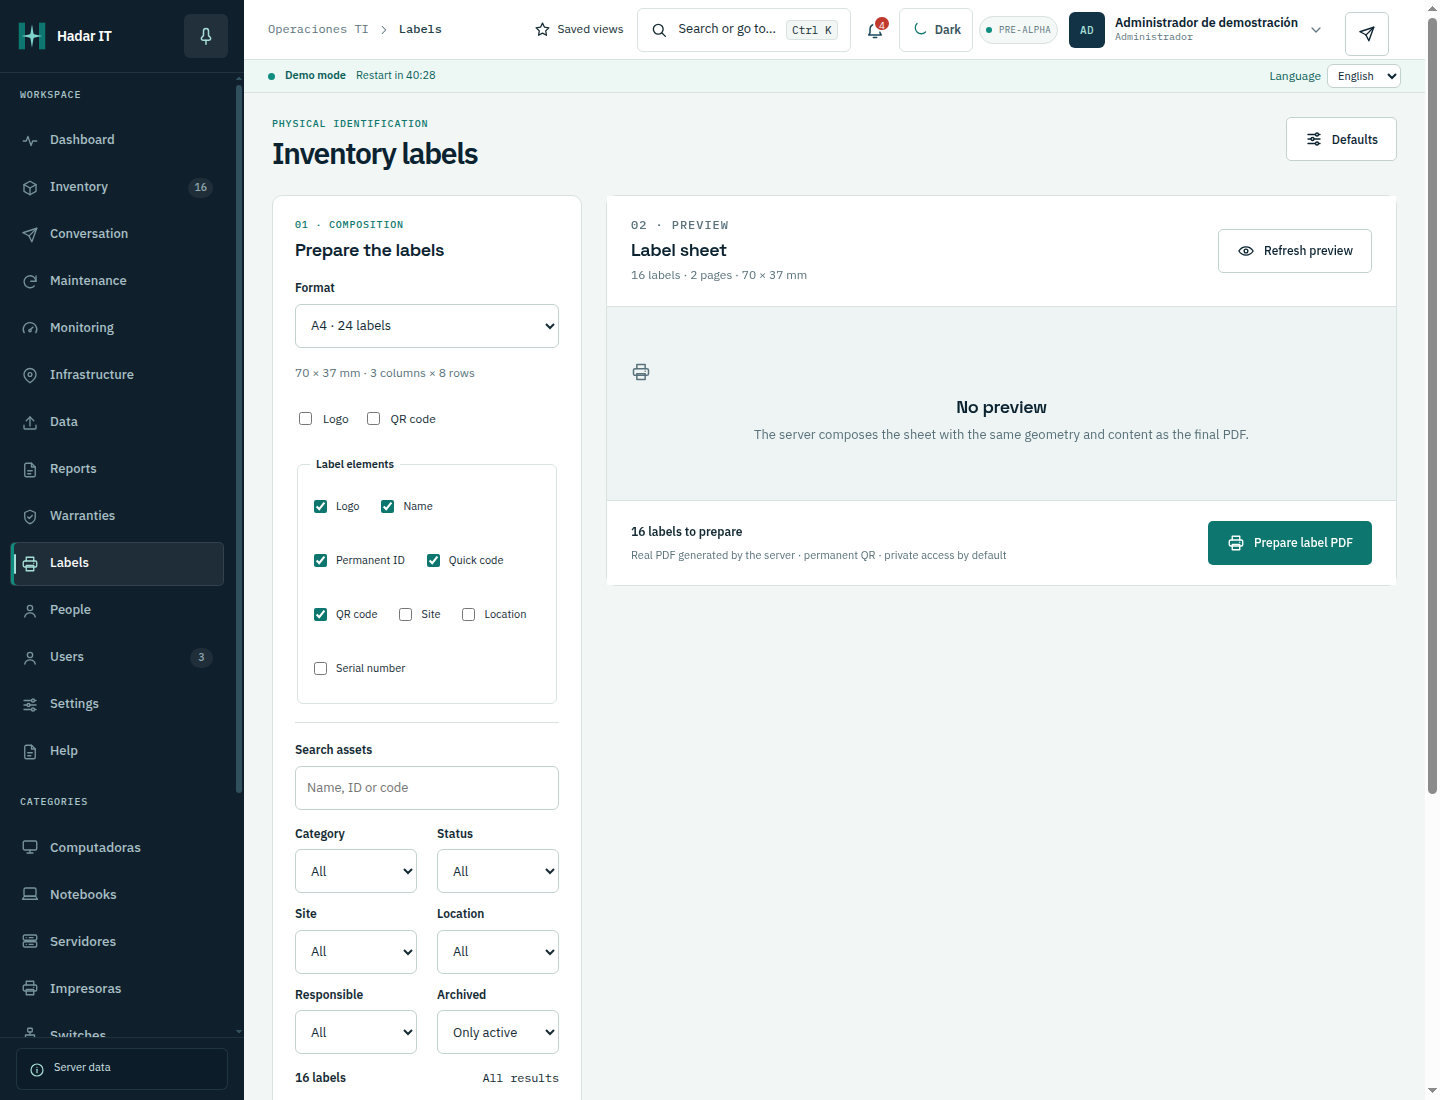 Hadar IT
WORKSPACE
Dashboard
Inventory 16
Conversation
Maintenance
Monitoring
Infrastructure
Data
Reports
Warranties
Labels
People
Users 3
Settings
Help
CATEGORIES
Computadoras
Notebooks
Servidores
Impresoras
Switches
Server data
Operaciones TI > Labels
Saved views
Search or go to... Ctrl K
4
Dark
PRE-ALPHA
AD
Administrador de demostración
Administrador
Demo mode Restart in 40:28
Language English
PHYSICAL IDENTIFICATION
Inventory labels
Defaults
01 · COMPOSITION
Prepare the labels
Format
A4 · 24 labels
70 × 37 mm · 3 columns × 8 rows
Logo QR code
Label elements
Logo Name
Permanent ID Quick code
QR code Site Location
Serial number
Search assets
Name, ID or code
Category Status
All All
Site Location
All All
Responsible Archived
All Only active
16 labels All results
02 · PREVIEW
Label sheet
16 labels · 2 pages · 70 × 37 mm
Refresh preview
No preview
The server composes the sheet with the same geometry and content as the final PDF.
16 labels to prepare
Real PDF generated by the server · permanent QR · private access by default
Prepare label PDF